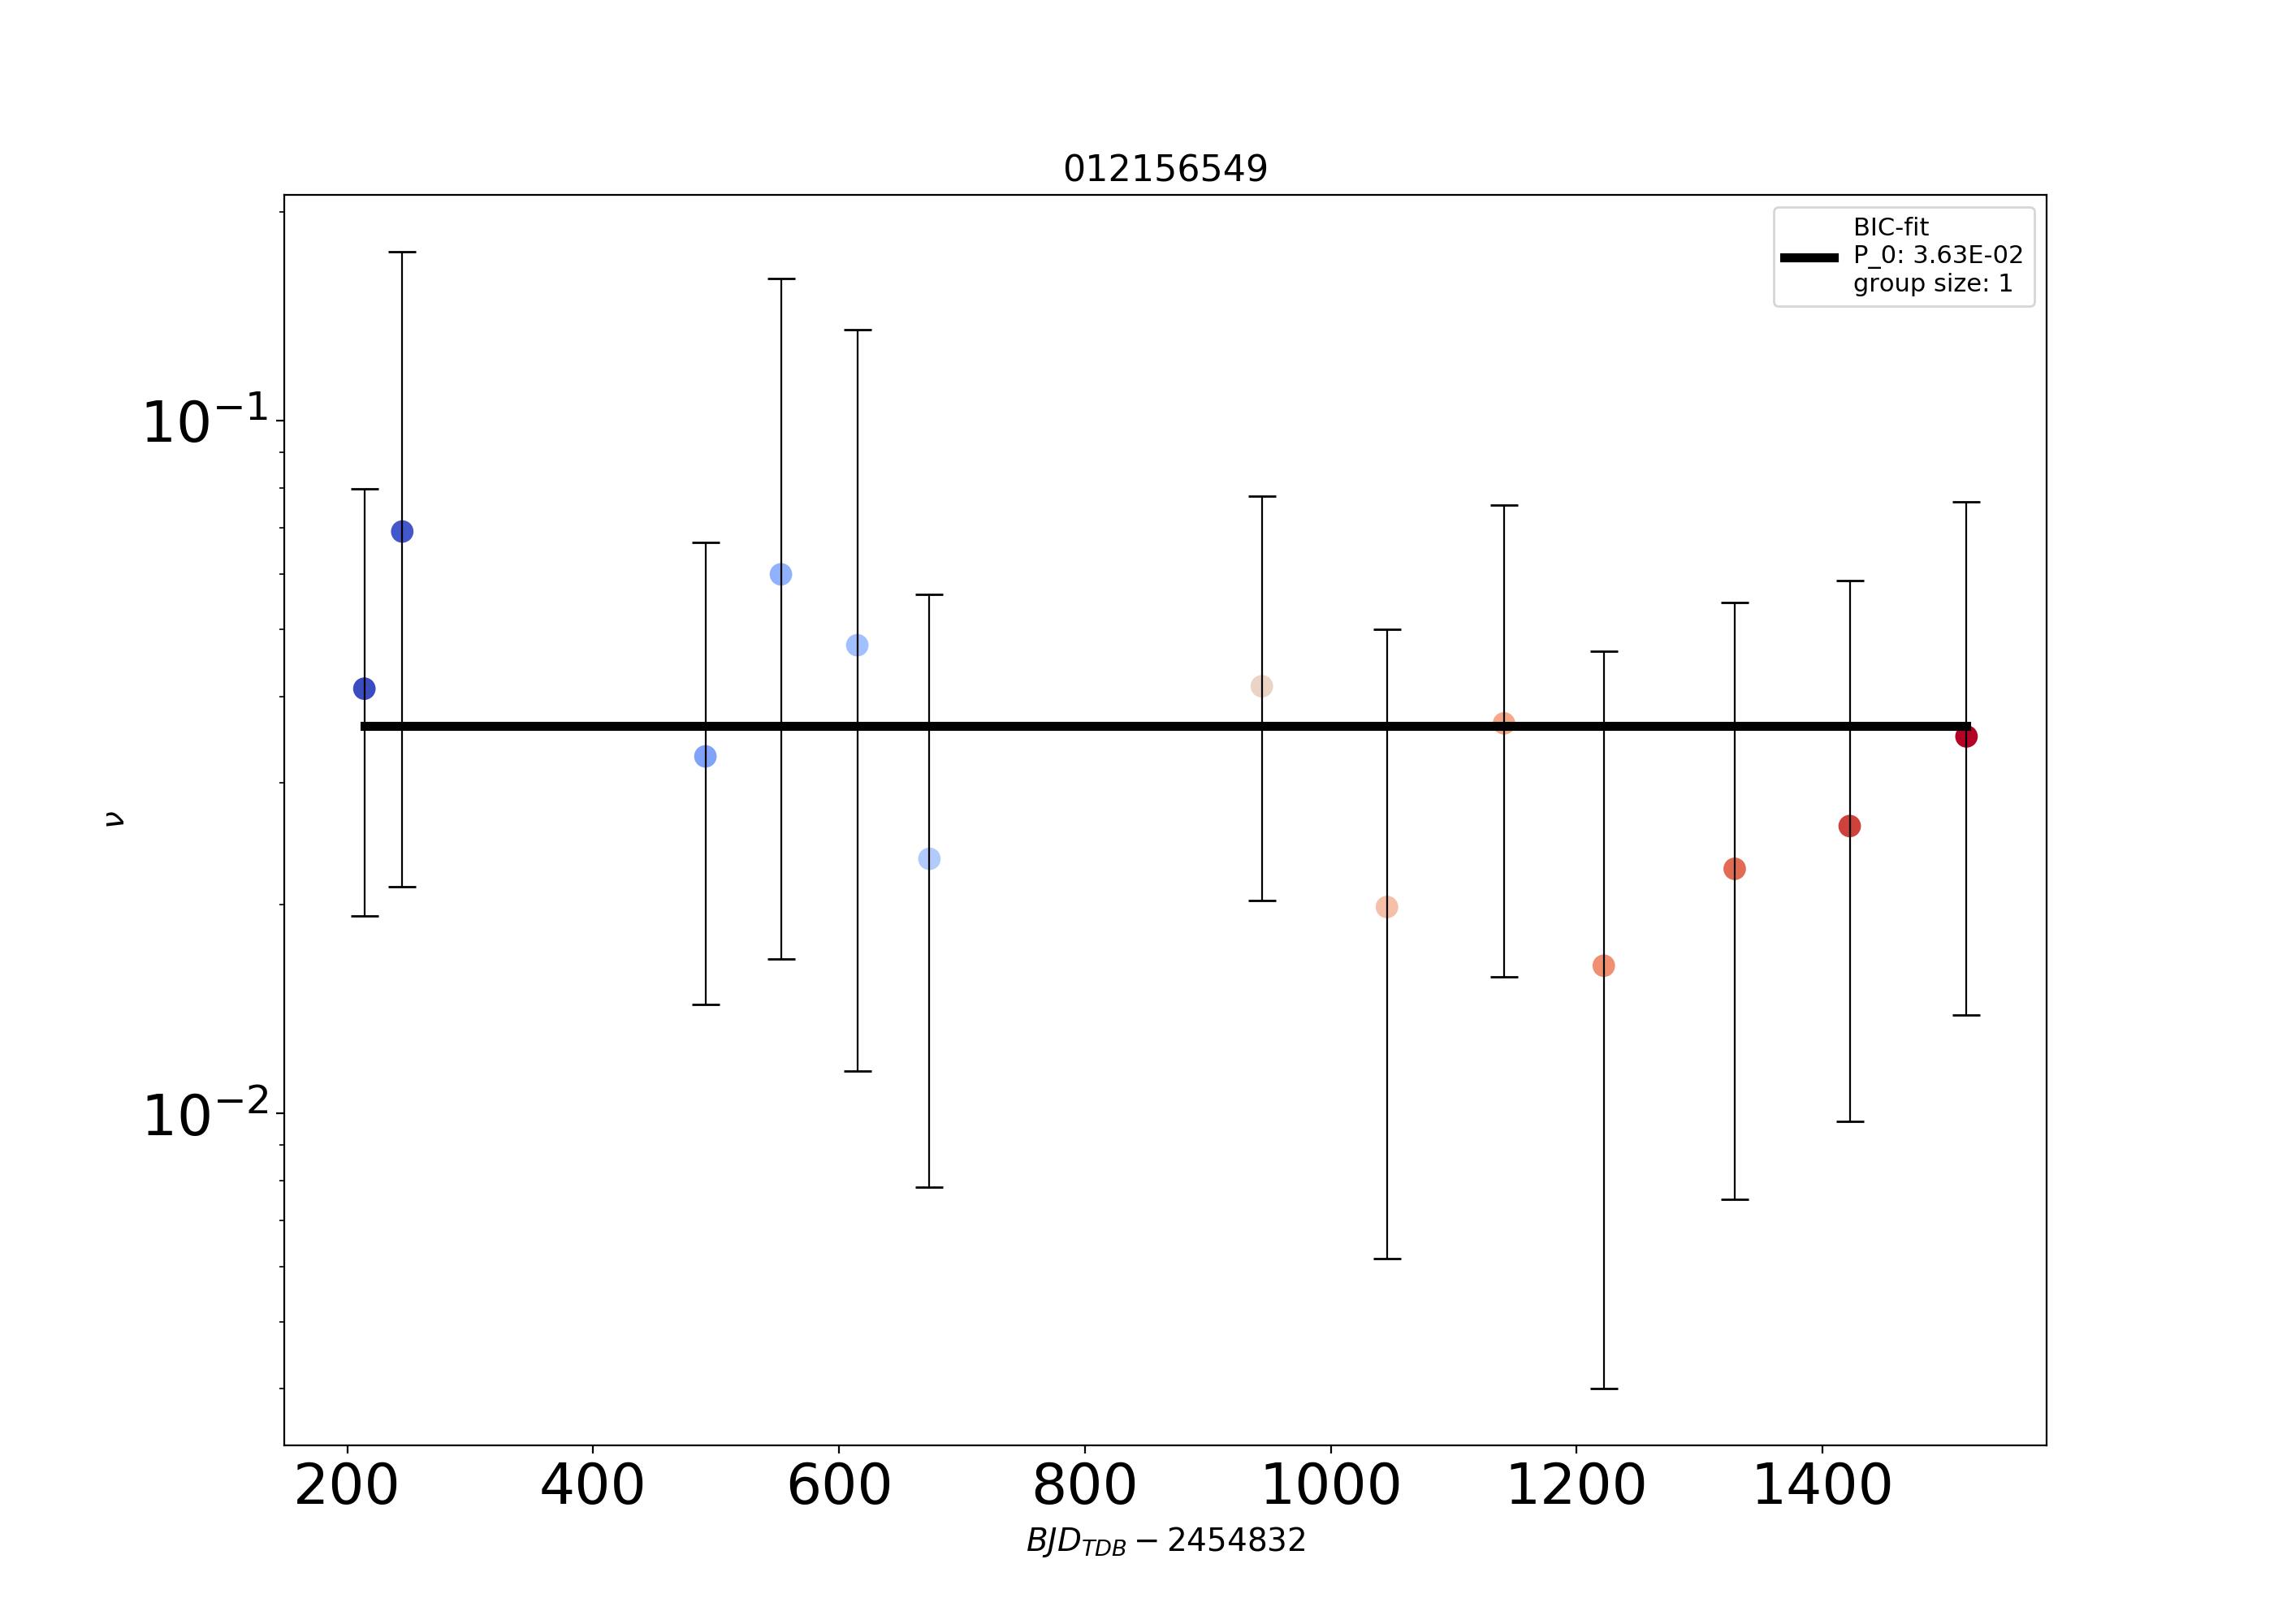 012156549
BIC-fit
P_0: 3.63E-02
group size: 1
10⁻¹
10⁻²
ν
200 400 600 800 1000 1200 1400
BJD_TDB − 2454832